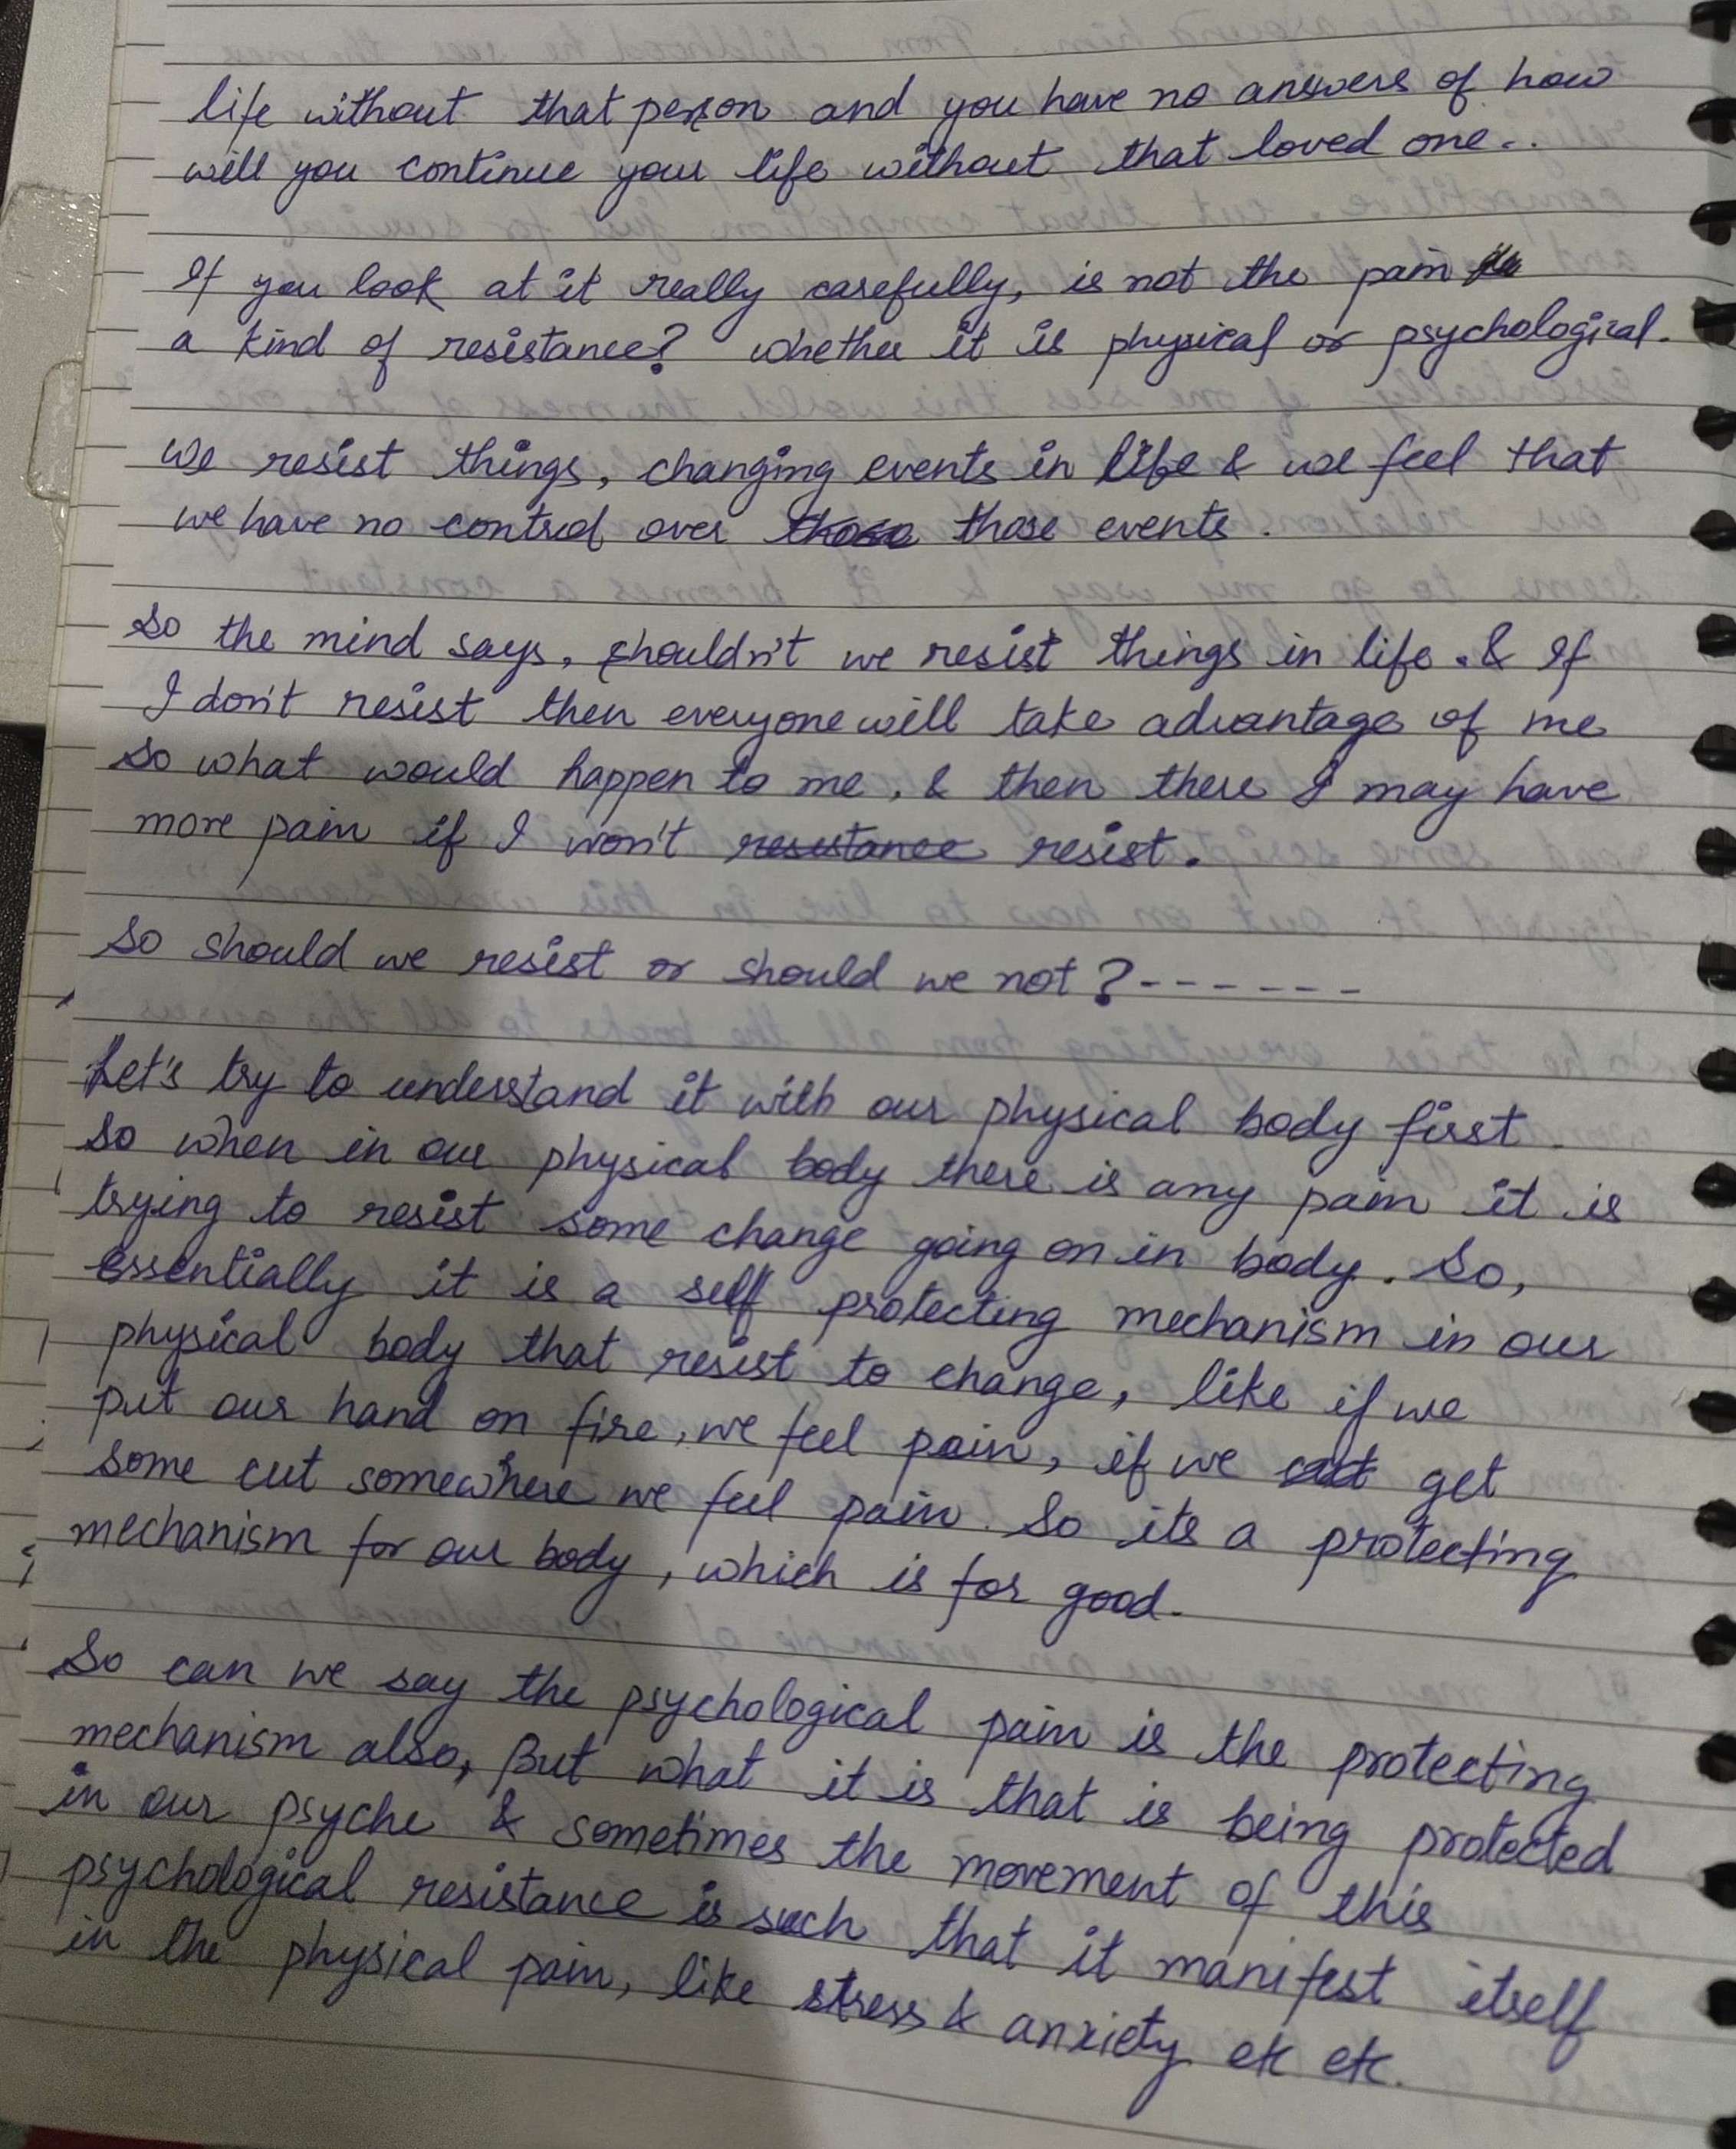 life without that person and you have no answers of how
will you continue your life without that loved one..
If you look at it really carefully, is not the pain
a kind of resistance? whether it is physical or psychological.
we resist things, changing events in life & we feel that
we have no control over those those events.
So the mind says, shouldn't we resist things in life. & If
I don't resist then everyone will take advantage of me
so what would happen to me, & then there I may have
more pain if I won't resistance resist.
So should we resist or should we not?------
Let's try to understand it with our physical body first.
So when in our physical body there is any pain it is
trying to resist some change going on in body. So,
essentially it is a self protecting mechanism in our
physical body that resist to change, like if we
put our hand on fire, we feel pain, if we get
some cut somewhere we feel pain. So its a protecting
mechanism for our body, which is for good.
So can we say the psychological pain is the protecting
mechanism also, But what it is that is being protected
in our psyche & sometimes the movement of this
psychological resistance is such that it manifest itself
in the physical pain, like stress & anxiety etc etc.